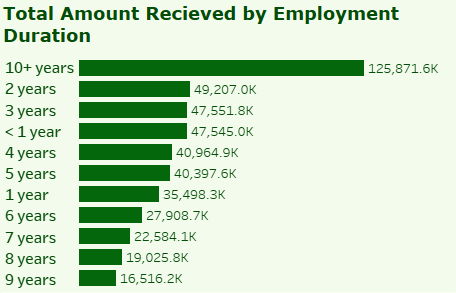 Total Amount Recieved by Employment
Duration
10+ years 125,871.6K
2 years 49,207.0K
3 years 47,551.8K
< 1 year 47,545.0K
4 years 40,964.9K
5 years 40,397.6K
1 year 35,498.3K
6 years 27,908.7K
7 years 22,584.1K
8 years 19,025.8K
9 years 16,516.2K